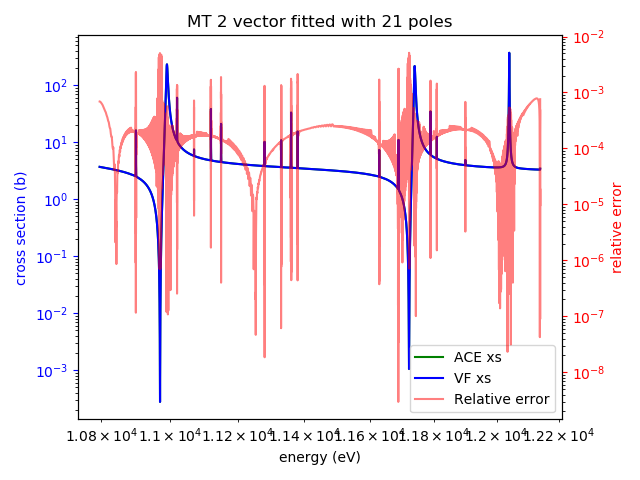 MT 2 vector fitted with 21 poles
10²
10¹
10⁰
10⁻¹
10⁻²
10⁻³
cross section (b)
10⁻²
10⁻³
10⁻⁴
10⁻⁵
10⁻⁶
10⁻⁷
10⁻⁸
relative error
ACE xs
VF xs
Relative error
1.08×10⁴ 1.1×10⁴ 1.12×10⁴ 1.14×10⁴ 1.16×10⁴ 1.18×10⁴ 1.2×10⁴ 1.22×10⁴
energy (eV)